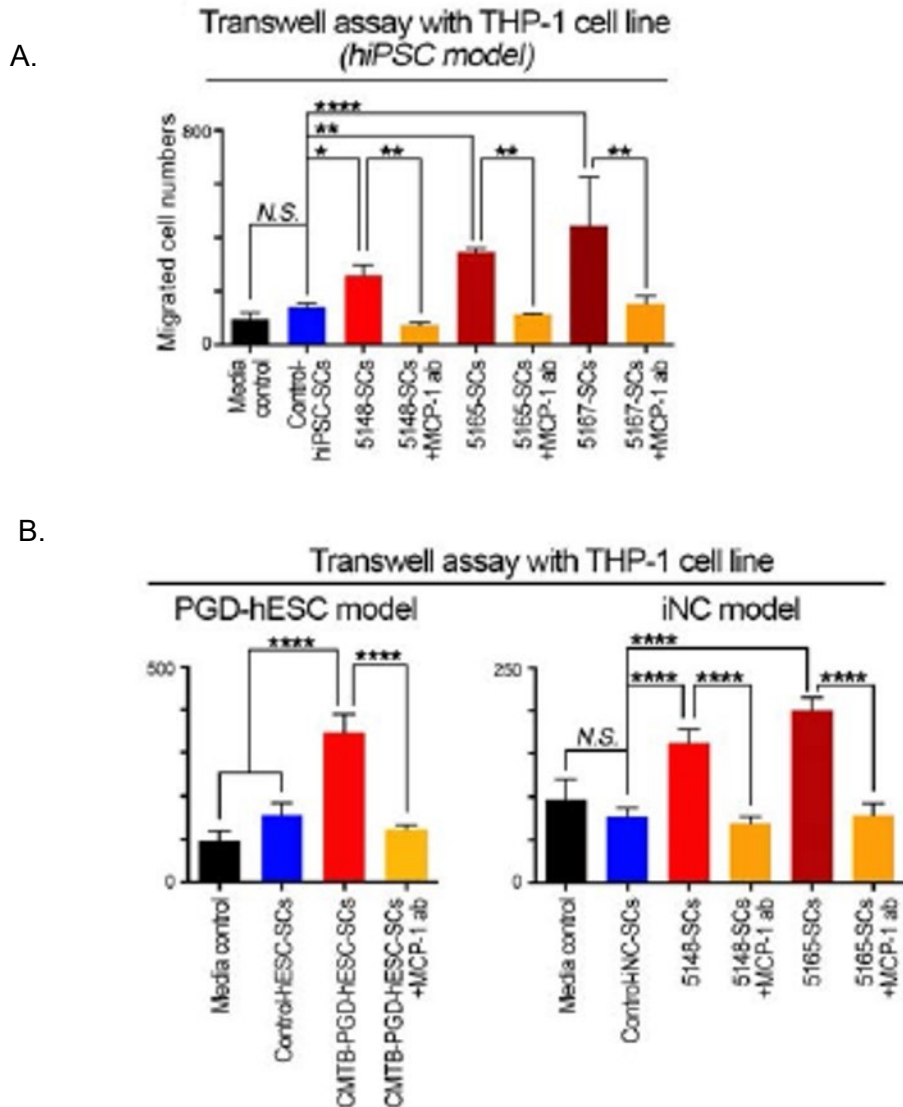 Transwell assay with THP-1 cell line
(hiPSC model)
A.
****
**
*
**
**
**
N.S.
800
0
Migrated cell numbers
Media
control
Control-
hiPSC-SCs
5148-SCs
5148-SCs
+MCP-1 ab
5165-SCs
5165-SCs
+MCP-1 ab
5167-SCs
5167-SCs
+MCP-1 ab
B.
Transwell assay with THP-1 cell line
PGD-hESC model
****
****
500
0
Media control
Control-hESC-SCs
CMTB-PGD-hESC-SCs
CMTB-PGD-hESC-SCs
+MCP-1 ab
iNC model
****
****
****
****
N.S.
250
0
Media control
Control-iNC-SCs
5148-SCs
5148-SCs
+MCP-1 ab
5165-SCs
5165-SCs
+MCP-1 ab